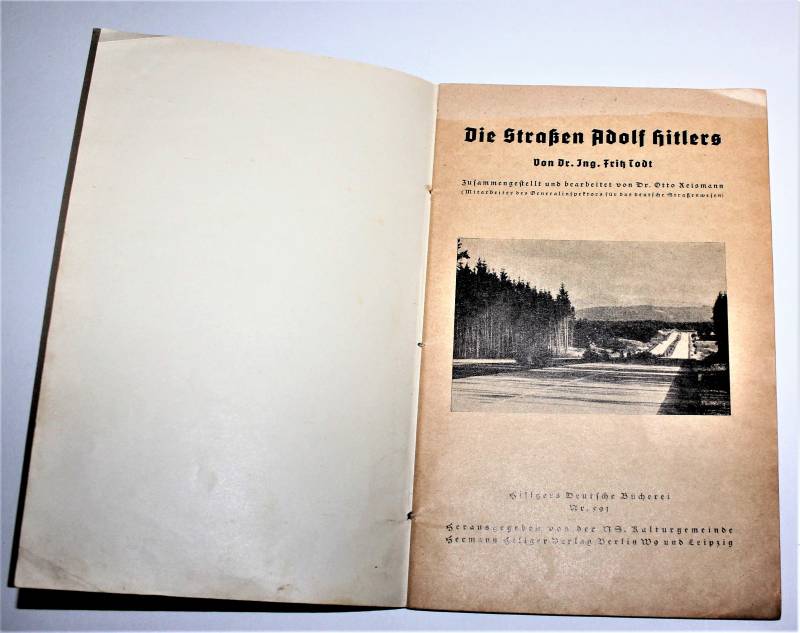 Die Straßen Adolf Hitlers
Von Dr. Ing. Fritz Todt
Zusammengestellt und bearbeitet von Dr. Otto Reismann
(Mitarbeiter des Generalinspektors für das deutsche Straßenwesen)
Hillgers Deutsche Bücherei
Nr. 591
Herausgegeben von der NS. Kulturgemeinde
Hermann Hillger Verlag Berlin W9 und Leipzig